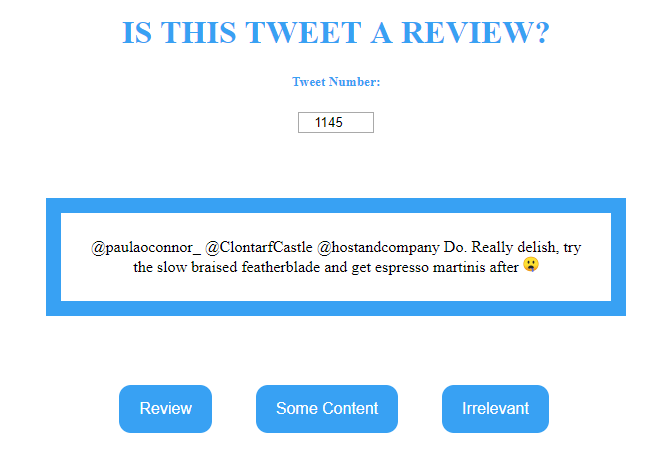 IS THIS TWEET A REVIEW?
Tweet Number:
1145
@paulaoconnor_ @ClontarfCastle @hostandcompany Do. Really delish, try
the slow braised featherblade and get espresso martinis after 😮
Review
Some Content
Irrelevant